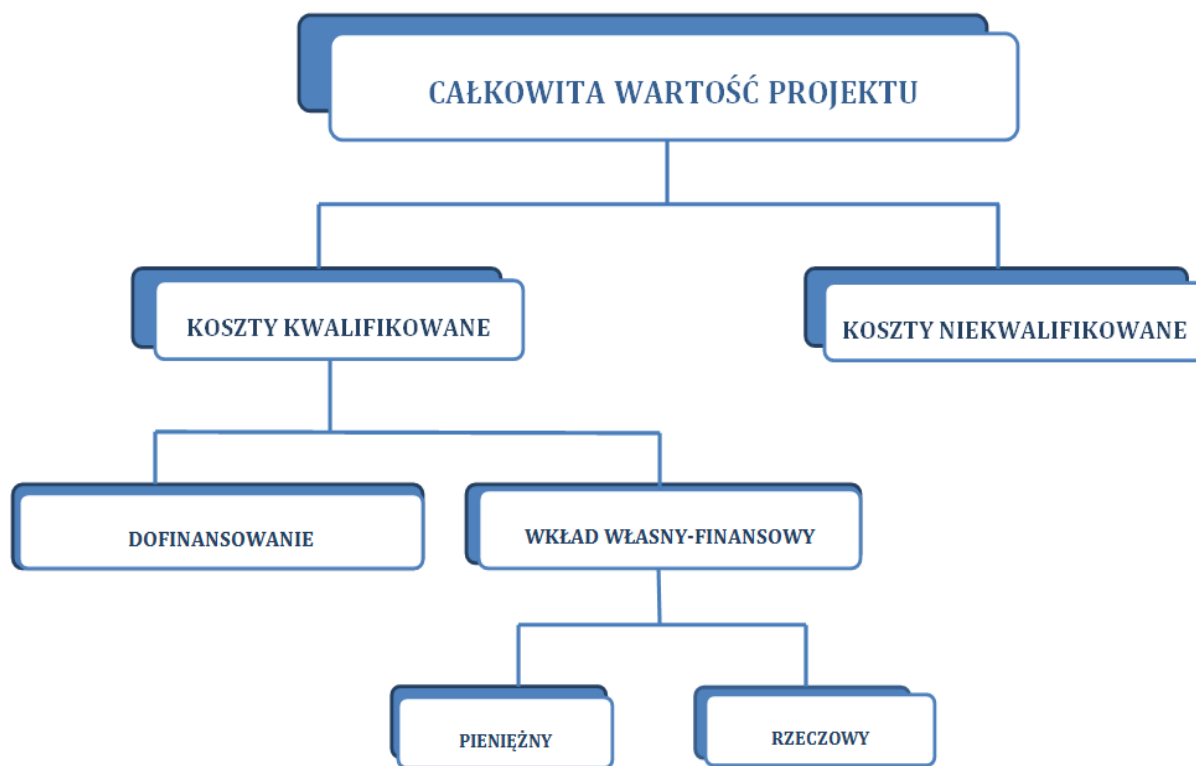 CAŁKOWITA WARTOŚĆ PROJEKTU
KOSZTY KWALIFIKOWANE
KOSZTY NIEKWALIFIKOWANE
DOFINANSOWANIE
WKŁAD WŁASNY-FINANSOWY
PIENIĘŻNY
RZECZOWY